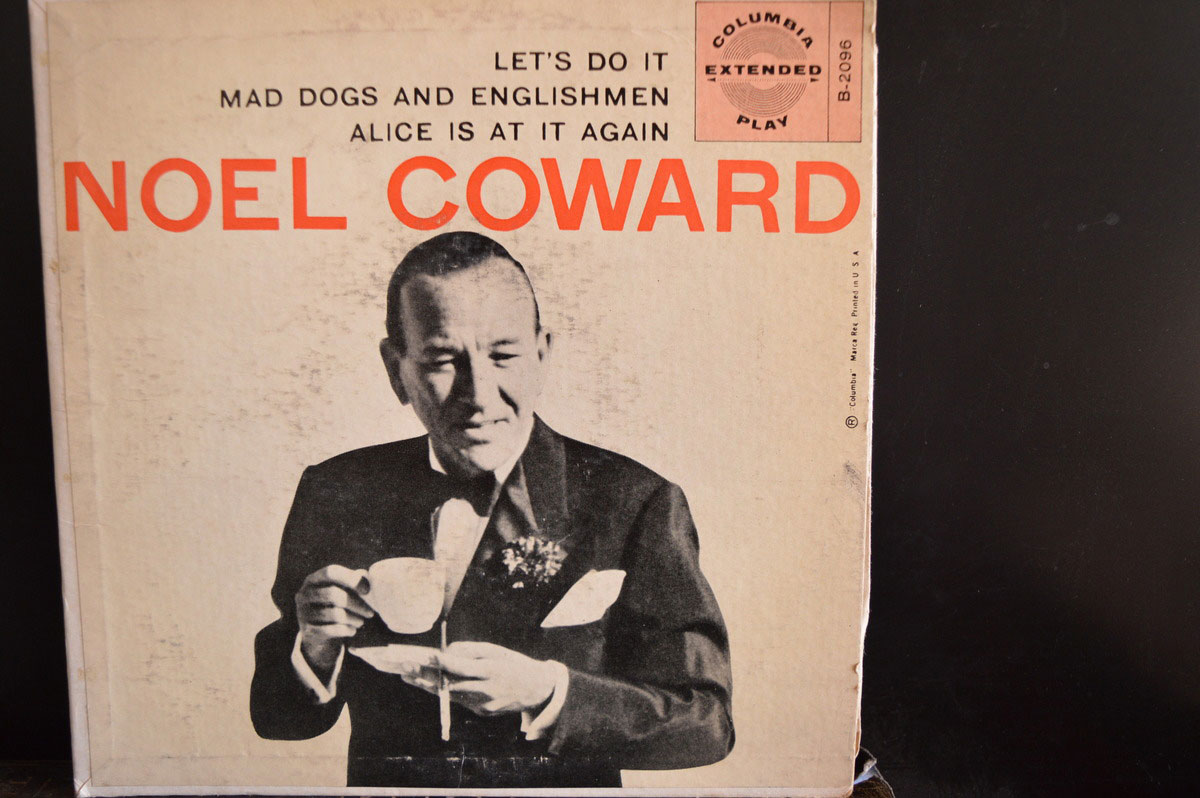 LET'S DO IT
MAD DOGS AND ENGLISHMEN
ALICE IS AT IT AGAIN
COLUMBIA
EXTENDED
PLAY
B-2096
NOEL COWARD
Ⓡ "Columbia" Marca Reg. Printed in U S A